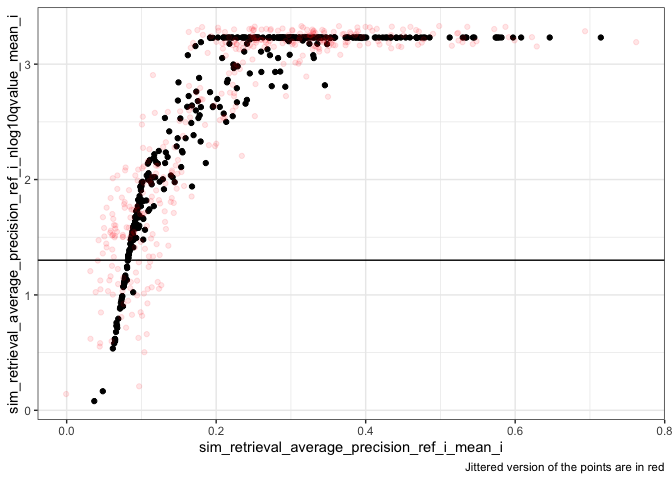 sim_retrieval_average_precision_ref_i_nlog10qvalue_mean_i
3
2
1
0
0.0 0.2 0.4 0.6 0.8
sim_retrieval_average_precision_ref_i_mean_i
Jittered version of the points are in red